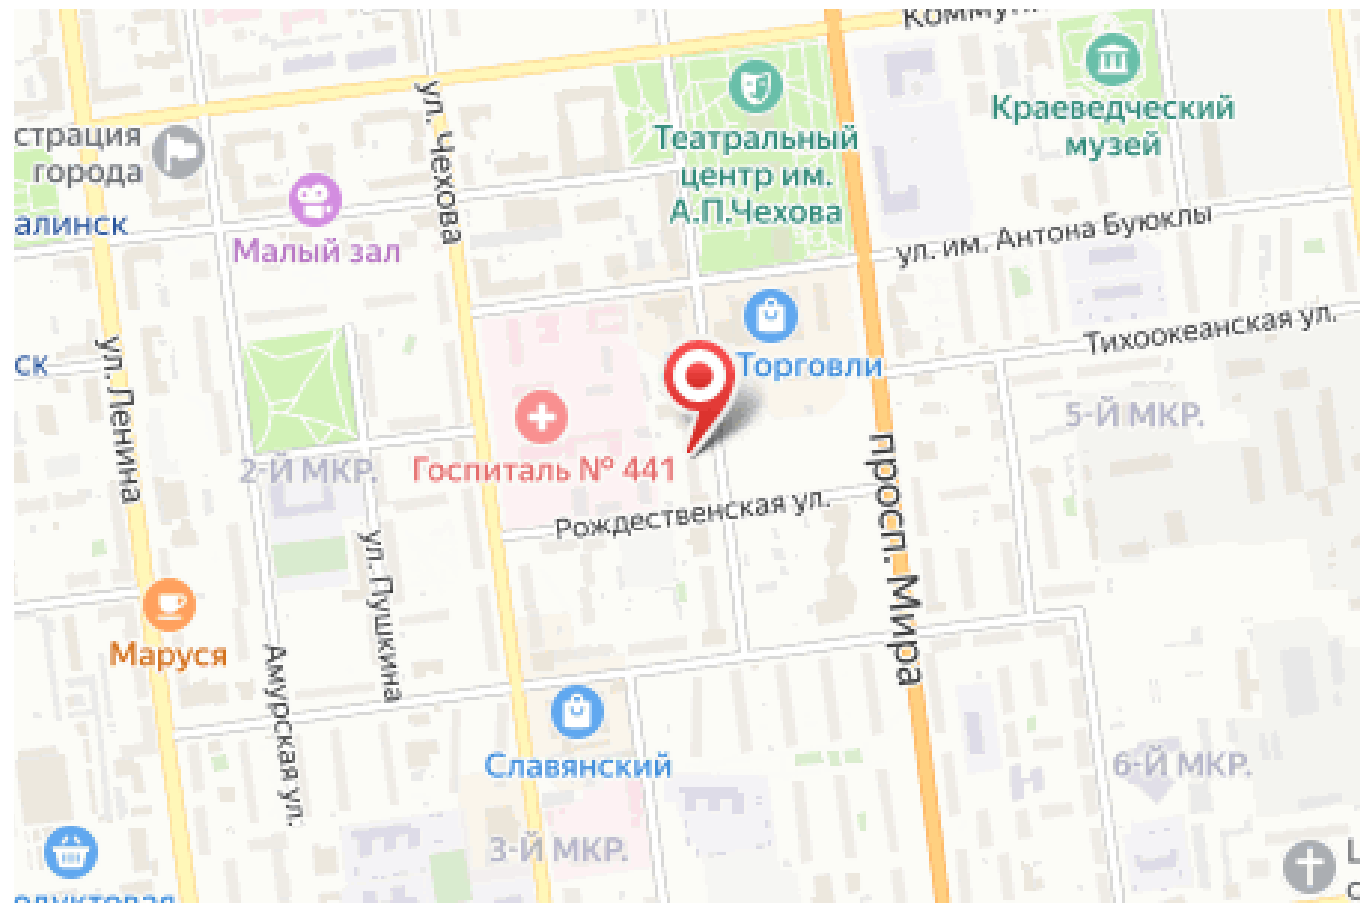 Краеведческий
музей
страция
города
ул. Чехова
Театральный
центр им.
А.П.Чехова
алинск
Малый зал
ул. им. Антона Буюклы
Тихоокеанская ул.
ск
ул. Ленина
Торговли
5-Й МКР.
2-Й МКР.
Госпиталь № 441
просп. Мира
Рождественская ул.
ул. Пушкина
Маруся
Амурская ул.
Славянский
6-Й МКР.
3-Й МКР.